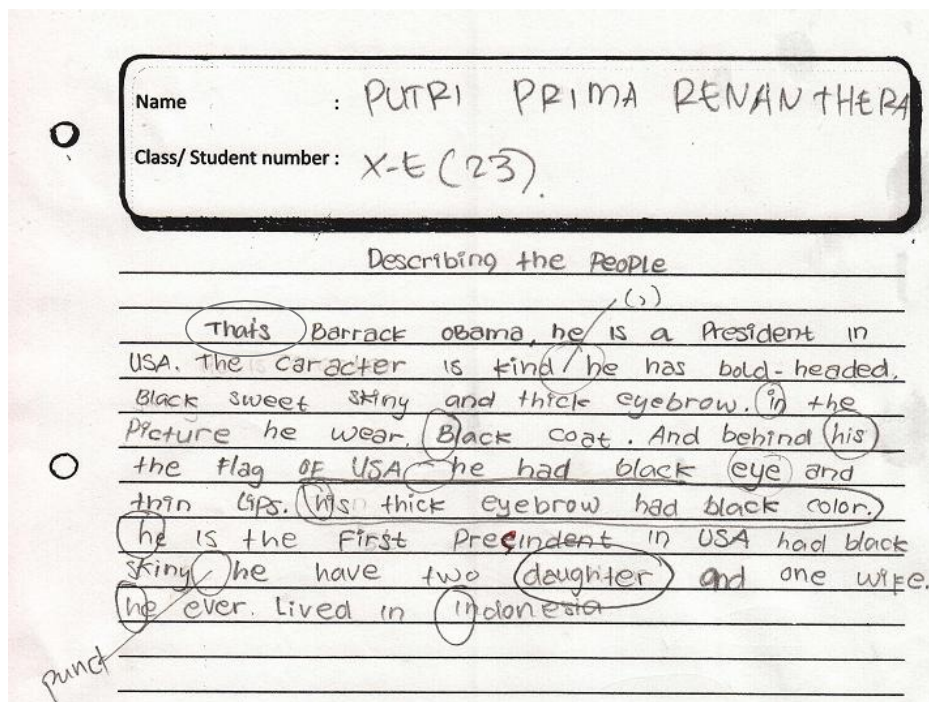 Name : PUTRI PRIMA RENANTHERA
Class/ Student number : X-E (23).
Describing the People
(,)
Thats Barrack oBama, he is a President in
USA. The caracter is kind / he has bold-headed.
Black sweet skiny and thick eyebrow. in the
Picture he wear. Black coat. And behind his
the flag OF USA he had black eye and
thin lips. his thick eyebrow had black color.
he is the First Precindent in USA had black
skiny, he have two daughter and one wife.
he ever. Lived in indonesia
punct